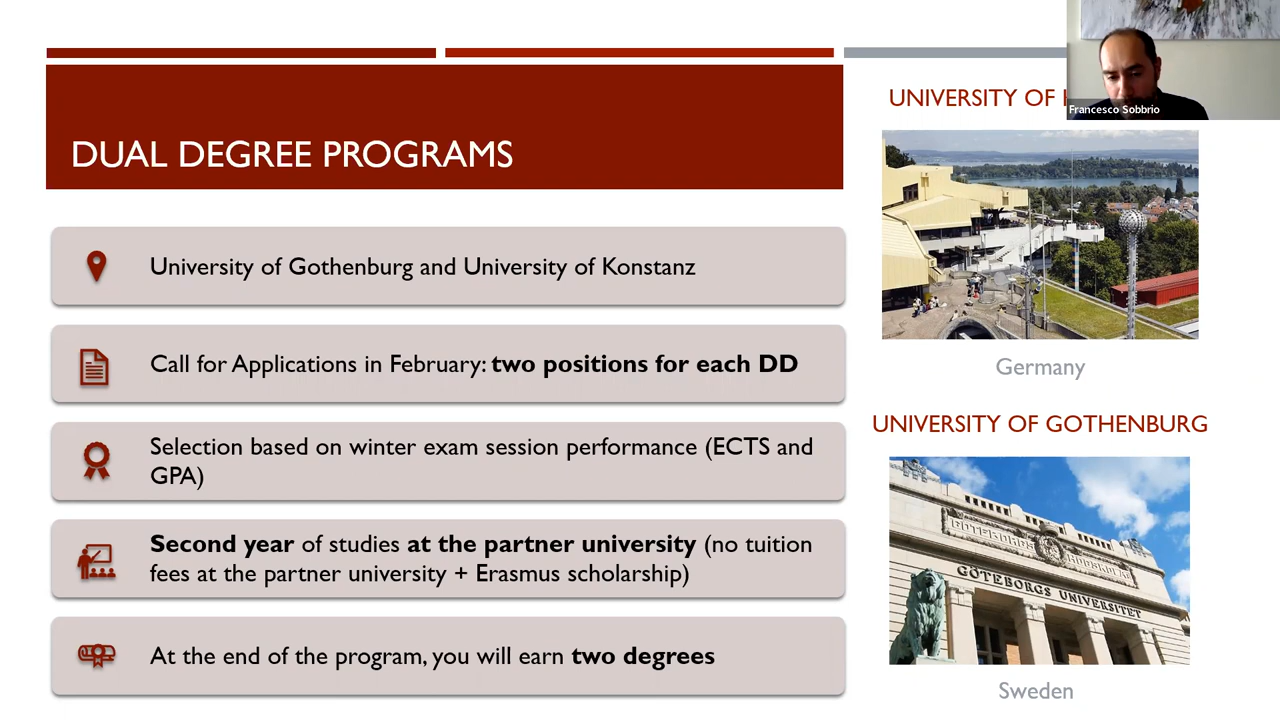 DUAL DEGREE PROGRAMS
University of Gothenburg and University of Konstanz
Call for Applications in February: two positions for each DD
Selection based on winter exam session performance (ECTS and
GPA)
Second year of studies at the partner university (no tuition
fees at the partner university + Erasmus scholarship)
At the end of the program, you will earn two degrees
UNIVERSITY OF
Francesco Sobbrio
Germany
UNIVERSITY OF GOTHENBURG
GÖTEBORGS UNIVERSITET
Sweden